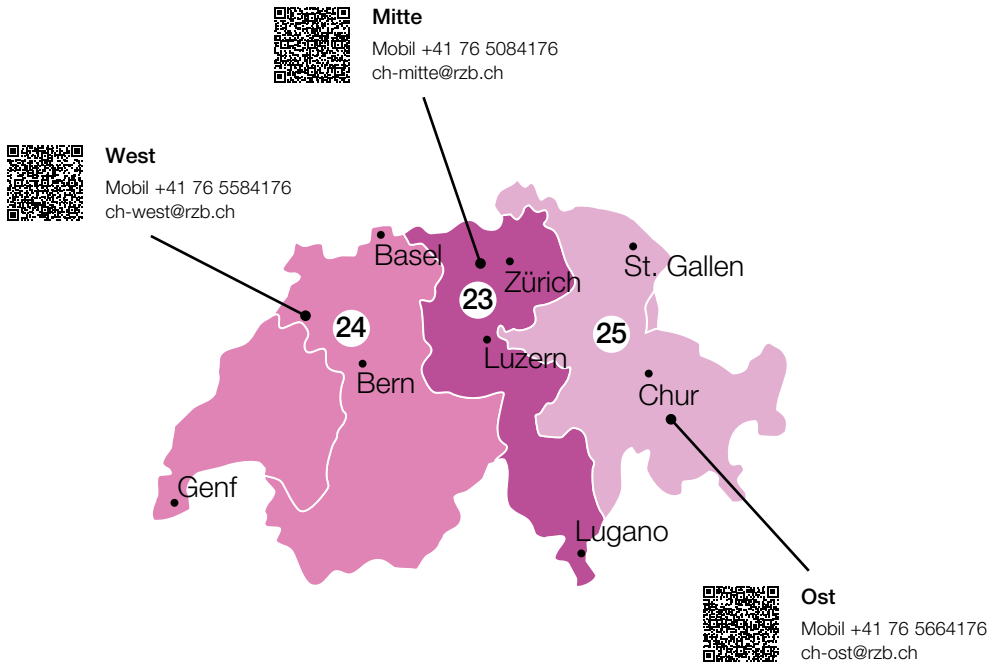 Mitte
Mobil +41 76 5084176
ch-mitte@rzb.ch
West
Mobil +41 76 5584176
ch-west@rzb.ch
Basel
Zürich
St. Gallen
23
24
25
Luzern
Bern
Chur
Genf
Lugano
Ost
Mobil +41 76 5664176
ch-ost@rzb.ch